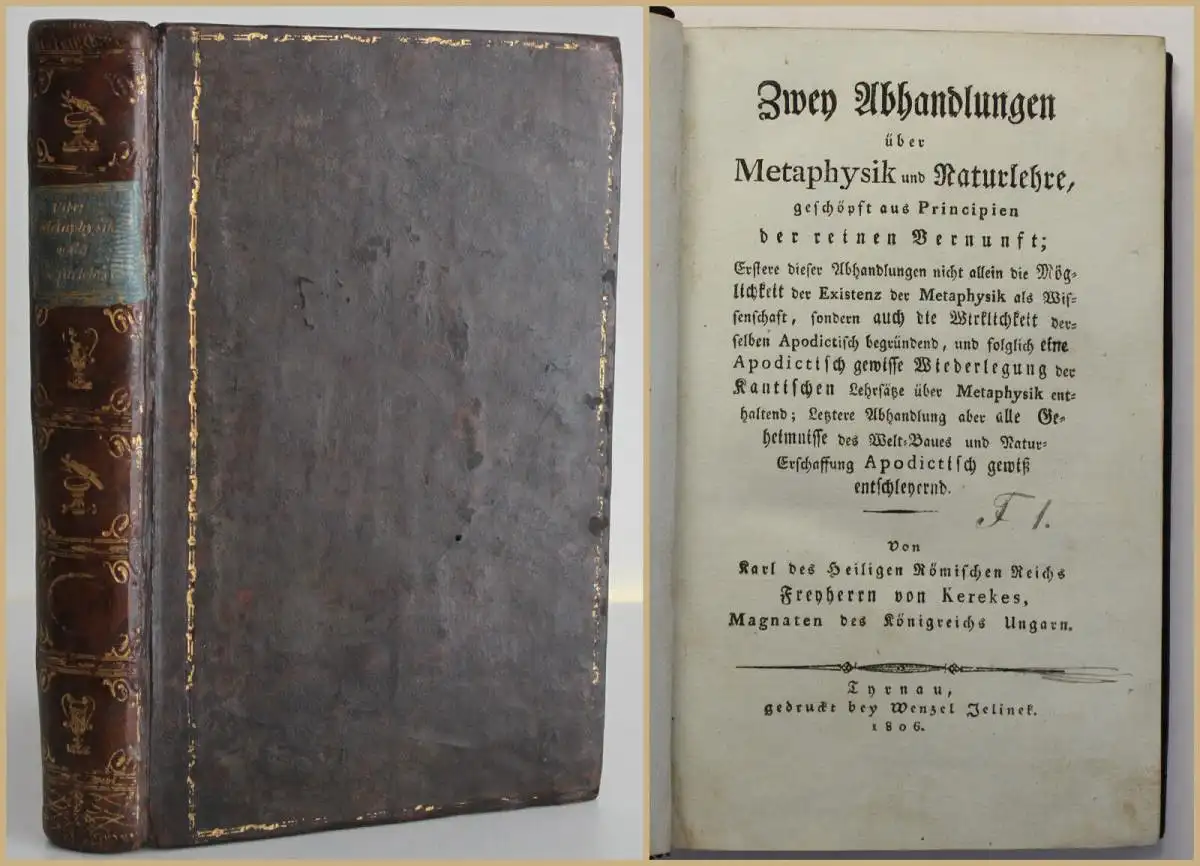 Uiber
Metaphysik
und
Naturlehre
Zwey Abhandlungen
über
Metaphysik und Naturlehre,
geschöpft aus Principien
der reinen Vernunft;
Erstere dieser Abhandlungen nicht allein die Mög-
lichkeit der Existenz der Metaphysik als Wis-
senschaft, sondern auch die Wirklichkeit der-
selben Apodictisch begründend, und folglich eine
Apodictisch gewisse Wiederlegung der
Kantischen Lehrsätze über Metaphysik ent-
haltend; Letztere Abhandlung aber alle Ge-
heimnisse des Welt-Baues und Natur-
Erschaffung Apodictisch gewiß
entschleyernd.
F 1.
Von
Karl des Heiligen Römischen Reichs
Freyherrn von Kerekes,
Magnaten des Königreichs Ungarn.
Tyrnau,
gedruckt bey Wenzel Jelinek.
1806.